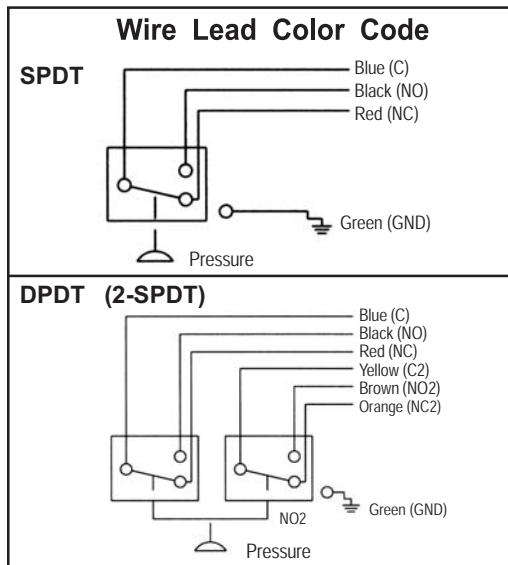 Wire Lead Color Code
SPDT
Blue (C)
Black (NO)
Red (NC)
Green (GND)
Pressure
DPDT (2-SPDT)
Blue (C)
Black (NO)
Red (NC)
Yellow (C2)
Brown (NO2)
Orange (NC2)
NO2
Green (GND)
Pressure